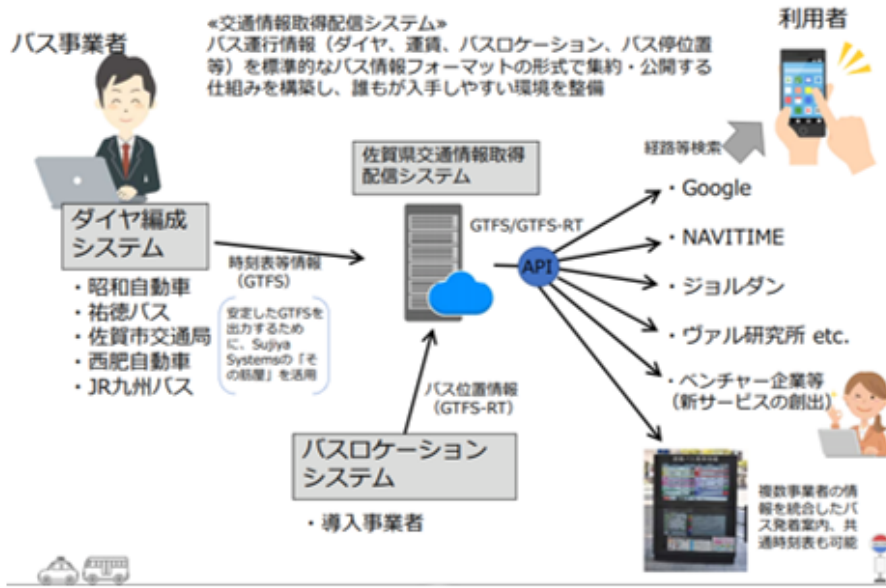 ≪交通情報取得配信システム≫
バス運行情報（ダイヤ、運賃、バスロケーション、バス停位置
等）を標準的なバス情報フォーマットの形式で集約・公開する
仕組みを構築し、誰もが入手しやすい環境を整備
バス事業者
利用者
佐賀県交通情報取得
配信システム
経路等検索
ダイヤ編成
システム
・昭和自動車
・祐徳バス
・佐賀市交通局
・西肥自動車
・JR九州バス
時刻表等情報
（GTFS）
安定したGTFSを
出力するため
に、Sujiya
Systemsの「そ
の筋屋」を活用
GTFS/GTFS-RT
API
・Google
・NAVITIME
・ジョルダン
・ヴァル研究所 etc.
・ベンチャー企業等
（新サービスの創出）
バス位置情報
（GTFS-RT）
バスロケーション
システム
・導入事業者
複数事業者の情
報を統合したバ
ス発着案内、共
通時刻表も可能